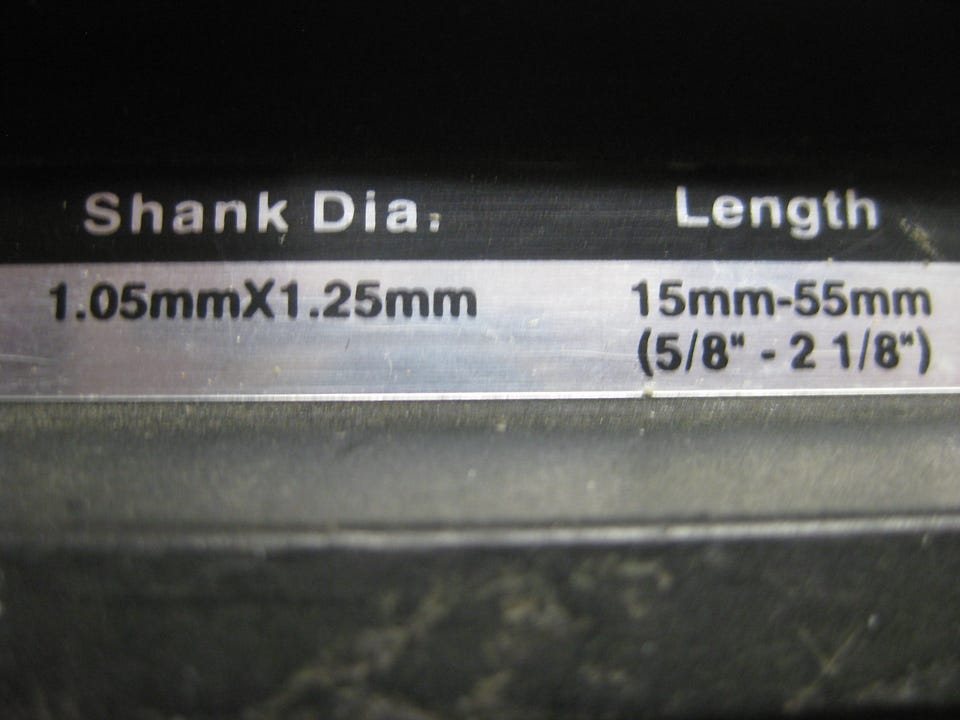 Shank Dia. Length
1.05mmX1.25mm 15mm-55mm
(5/8" - 2 1/8")